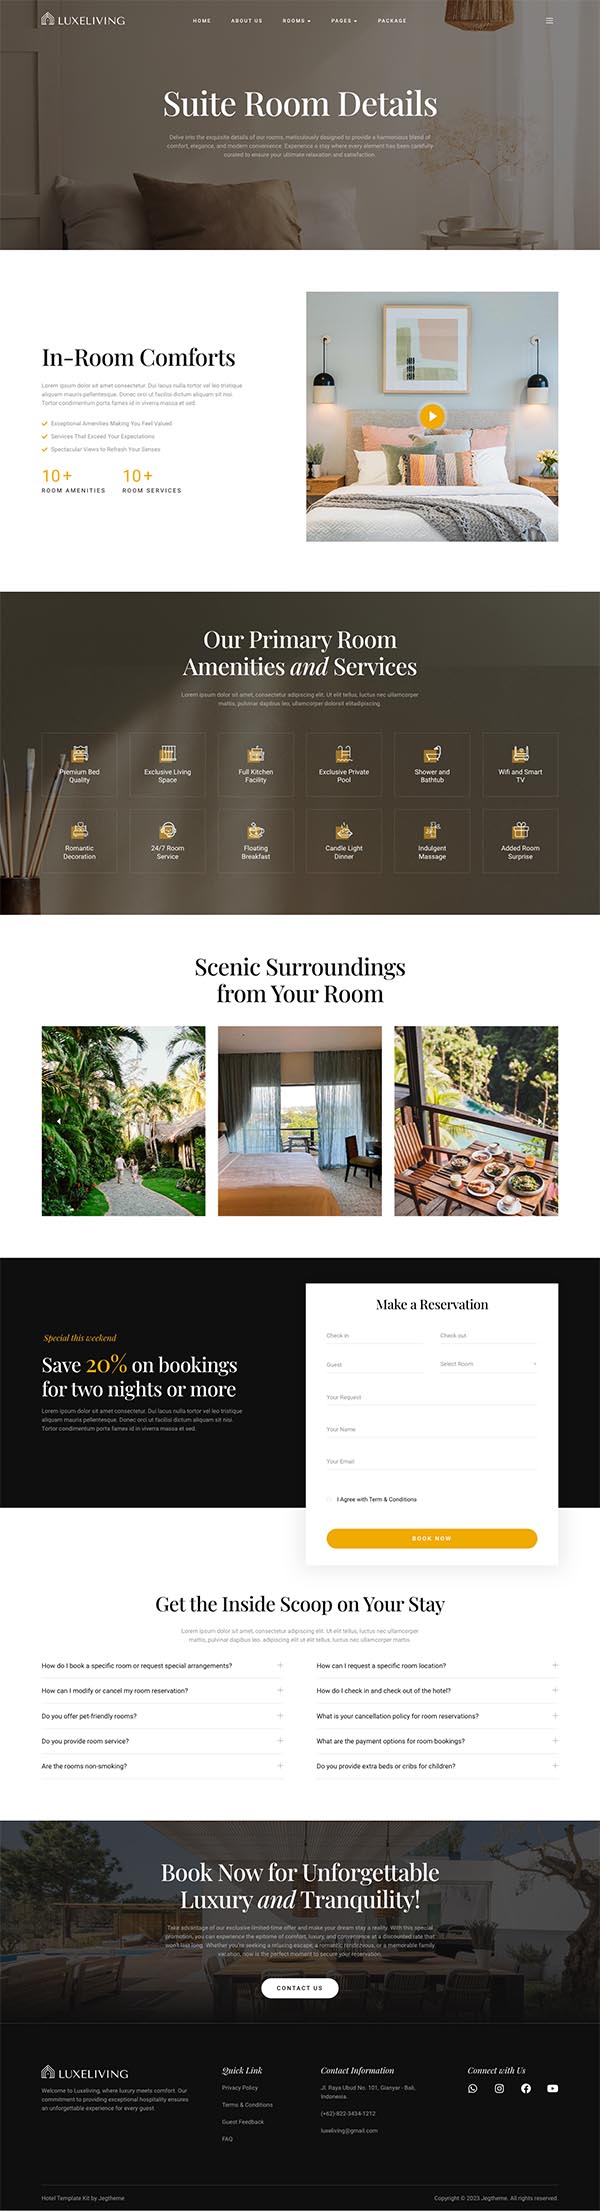 LUXELIVING
HOME ABOUT US ROOMS PAGES PACKAGE
Suite Room Details
Delve into the exquisite details of our rooms, meticulously designed to provide a harmonious blend of
comfort, elegance, and modern convenience. Experience a stay where every element has been carefully
curated to ensure your ultimate relaxation and satisfaction.
In-Room Comforts
Lorem ipsum dolor sit amet consectetur. Dui lacus nulla tortor vel leo tristique
aliquam mauris pellentesque. Donec orci ut facilisis aliquam sit nisi.
Tortor condimentum parta fames id in viverra massa et sed.
Exceptional Amenities Making You Feel Valued
Services That Exceed Your Expectations
Spectacular Views to Refresh Your Senses
10+
ROOM AMENITIES
10+
ROOM SERVICES
Our Primary Room
Amenities and Services
Lorem ipsum dolor sit amet, consectetur adipiscing elit. Ut elit tellus, luctus nec ullamcorper
mattis, pulvinar dapibus leo, ullamcorper dolorsit elitadipiscing.
Premium Bed
Quality
Exclusive Living
Space
Full Kitchen
Facility
Exclusive Private
Pool
Shower and
Bathtub
Wifi and Smart
TV
Romantic
Decoration
24/7 Room
Service
Floating
Breakfast
Candle Light
Dinner
Indulgent
Massage
Added Room
Surprise
Scenic Surroundings
from Your Room
Special this weekend
Save 20% on bookings
for two nights or more
Lorem ipsum dolor sit amet consectetur. Dui lacus nulla tortor vel leo tristique
aliquam mauris pellentesque. Donec orci ut facilisis aliquam sit nisi.
Tortor condimentum parta fames id in viverra massa et sed.
Make a Reservation
Check in
Check out
Guest
Select Room
Your Request
Your Name
Your Email
I Agree with Term & Conditions
BOOK NOW
Get the Inside Scoop on Your Stay
Lorem ipsum dolor sit amet, consectetur adipiscing elit. Ut elit tellus, luctus nec ullamcorper
mattis, pulvinar dapibus leo. adipiscing elit ut elit tellus, luctus nec ullamcorper mattis.
How do I book a specific room or request special arrangements?
How can I modify or cancel my room reservation?
Do you offer pet-friendly rooms?
Do you provide room service?
Are the rooms non-smoking?
How can I request a specific room location?
How do I check in and check out of the hotel?
What is your cancellation policy for room reservations?
What are the payment options for room bookings?
Do you provide extra beds or cribs for children?
Book Now for Unforgettable
Luxury and Tranquility!
Take advantage of our exclusive limited-time offer and make your dream stay a reality. With this special
promotion, you can experience the epitome of comfort, luxury, and convenience at a discounted rate that
won't last long. Whether you're seeking a relaxing escape, a romantic rendezvous, or a memorable family
vacation, now is the perfect moment to secure your reservation.
CONTACT US
LUXELIVING
Welcome to Luxeliving, where luxury meets comfort. Our
commitment to providing exceptional hospitality ensures
an unforgettable experience for every guest.
Quick Link
Privacy Policy
Terms & Conditions
Guest Feedback
FAQ
Contact Information
Jl. Raya Ubud No. 101, Gianyar - Bali,
Indonesia.
(+62)-822-3434-1212
luxeliving@gmail.com
Connect with Us
Hotel Template Kit by Jegtheme
Copyright © 2023 Jegtheme. All rights reserved.